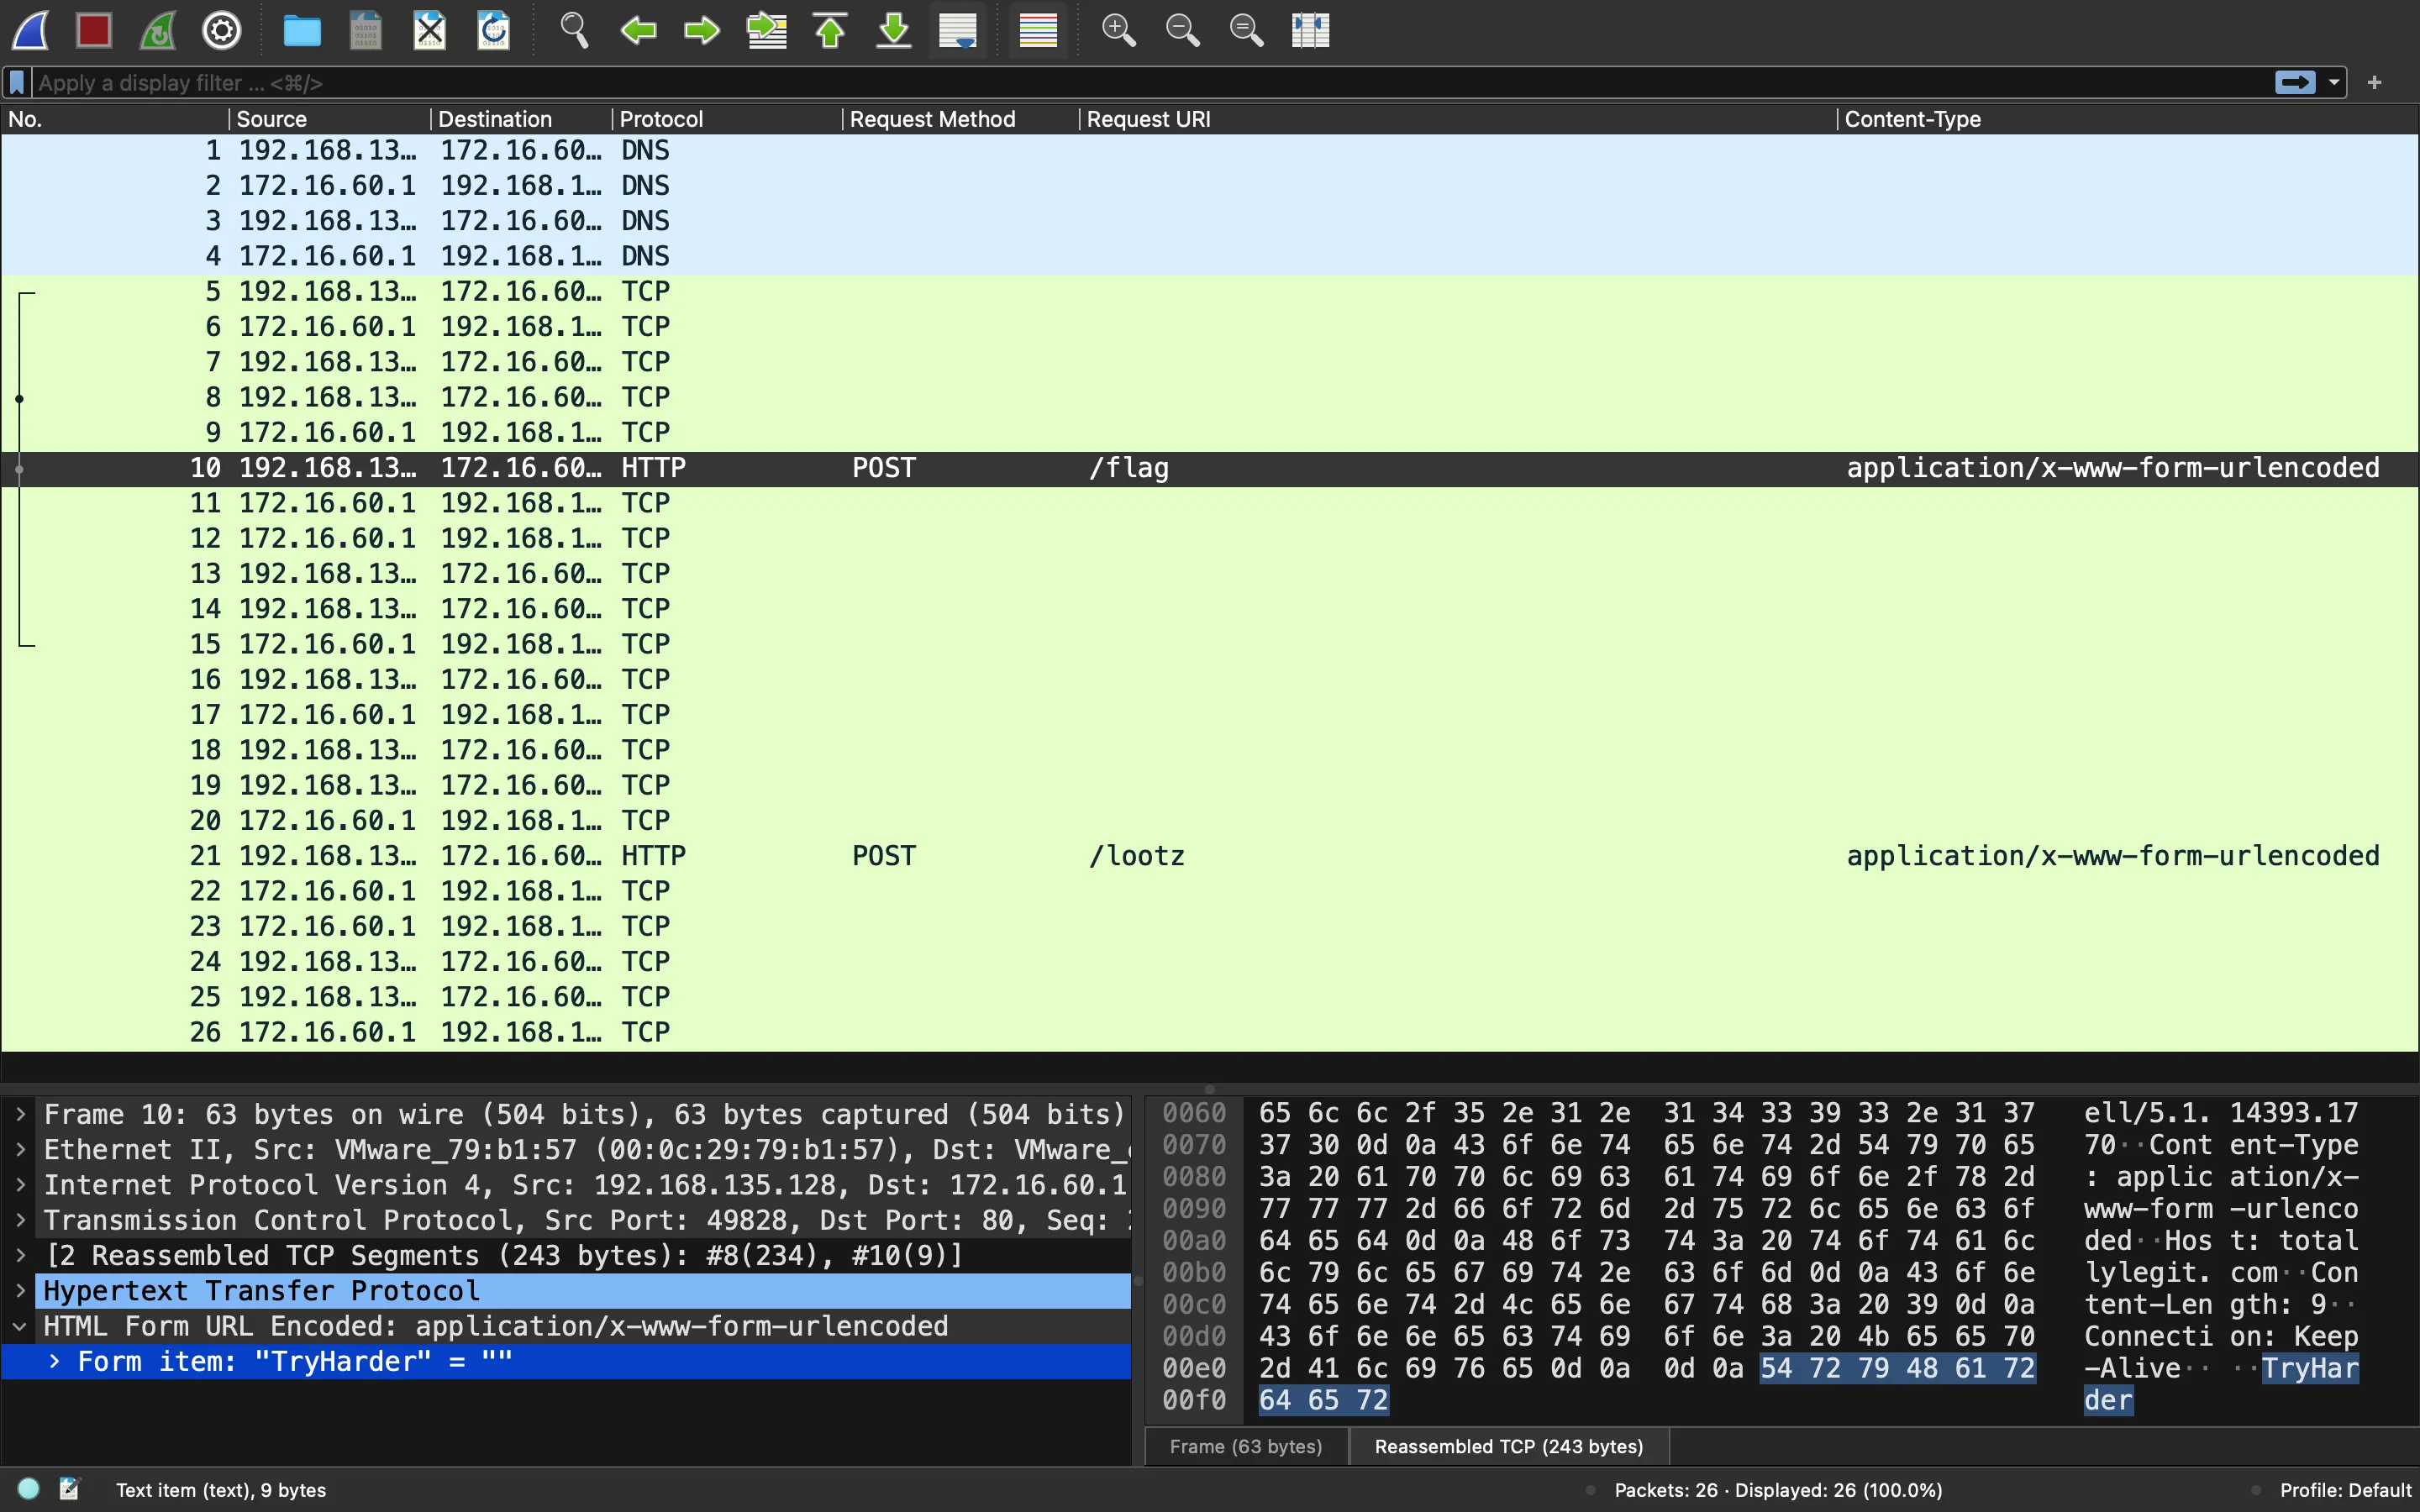 Apply a display filter ... <⌘/>
No. Source Destination Protocol Request Method Request URI Content-Type
1 192.168.13… 172.16.60… DNS
2 172.16.60.1 192.168.1… DNS
3 192.168.13… 172.16.60… DNS
4 172.16.60.1 192.168.1… DNS
5 192.168.13… 172.16.60… TCP
6 172.16.60.1 192.168.1… TCP
7 192.168.13… 172.16.60… TCP
8 192.168.13… 172.16.60… TCP
9 172.16.60.1 192.168.1… TCP
10 192.168.13… 172.16.60… HTTP POST /flag application/x-www-form-urlencoded
11 172.16.60.1 192.168.1… TCP
12 172.16.60.1 192.168.1… TCP
13 192.168.13… 172.16.60… TCP
14 192.168.13… 172.16.60… TCP
15 172.16.60.1 192.168.1… TCP
16 192.168.13… 172.16.60… TCP
17 172.16.60.1 192.168.1… TCP
18 192.168.13… 172.16.60… TCP
19 192.168.13… 172.16.60… TCP
20 172.16.60.1 192.168.1… TCP
21 192.168.13… 172.16.60… HTTP POST /lootz application/x-www-form-urlencoded
22 172.16.60.1 192.168.1… TCP
23 172.16.60.1 192.168.1… TCP
24 192.168.13… 172.16.60… TCP
25 192.168.13… 172.16.60… TCP
26 172.16.60.1 192.168.1… TCP
Frame 10: 63 bytes on wire (504 bits), 63 bytes captured (504 bits)
Ethernet II, Src: VMware_79:b1:57 (00:0c:29:79:b1:57), Dst: VMware_
Internet Protocol Version 4, Src: 192.168.135.128, Dst: 172.16.60.1
Transmission Control Protocol, Src Port: 49828, Dst Port: 80, Seq:
[2 Reassembled TCP Segments (243 bytes): #8(234), #10(9)]
Hypertext Transfer Protocol
HTML Form URL Encoded: application/x-www-form-urlencoded
Form item: "TryHarder" = ""
0060 65 6c 6c 2f 35 2e 31 2e 31 34 33 39 33 2e 31 37 ell/5.1. 14393.17
0070 37 30 0d 0a 43 6f 6e 74 65 6e 74 2d 54 79 70 65 70··Cont ent-Type
0080 3a 20 61 70 70 6c 69 63 61 74 69 6f 6e 2f 78 2d : applic ation/x-
0090 77 77 77 2d 66 6f 72 6d 2d 75 72 6c 65 6e 63 6f www-form -urlenco
00a0 64 65 64 0d 0a 48 6f 73 74 3a 20 74 6f 74 61 6c ded··Hos t: total
00b0 6c 79 6c 65 67 69 74 2e 63 6f 6d 0d 0a 43 6f 6e lylegit. com··Con
00c0 74 65 6e 74 2d 4c 65 6e 67 74 68 3a 20 39 0d 0a tent-Len gth: 9··
00d0 43 6f 6e 6e 65 63 74 69 6f 6e 3a 20 4b 65 65 70 Connecti on: Keep
00e0 2d 41 6c 69 76 65 0d 0a 0d 0a 54 72 79 48 61 72 -Alive·· ··TryHar
00f0 64 65 72 der
Frame (63 bytes) Reassembled TCP (243 bytes)
Text item (text), 9 bytes Packets: 26 · Displayed: 26 (100.0%) Profile: Default